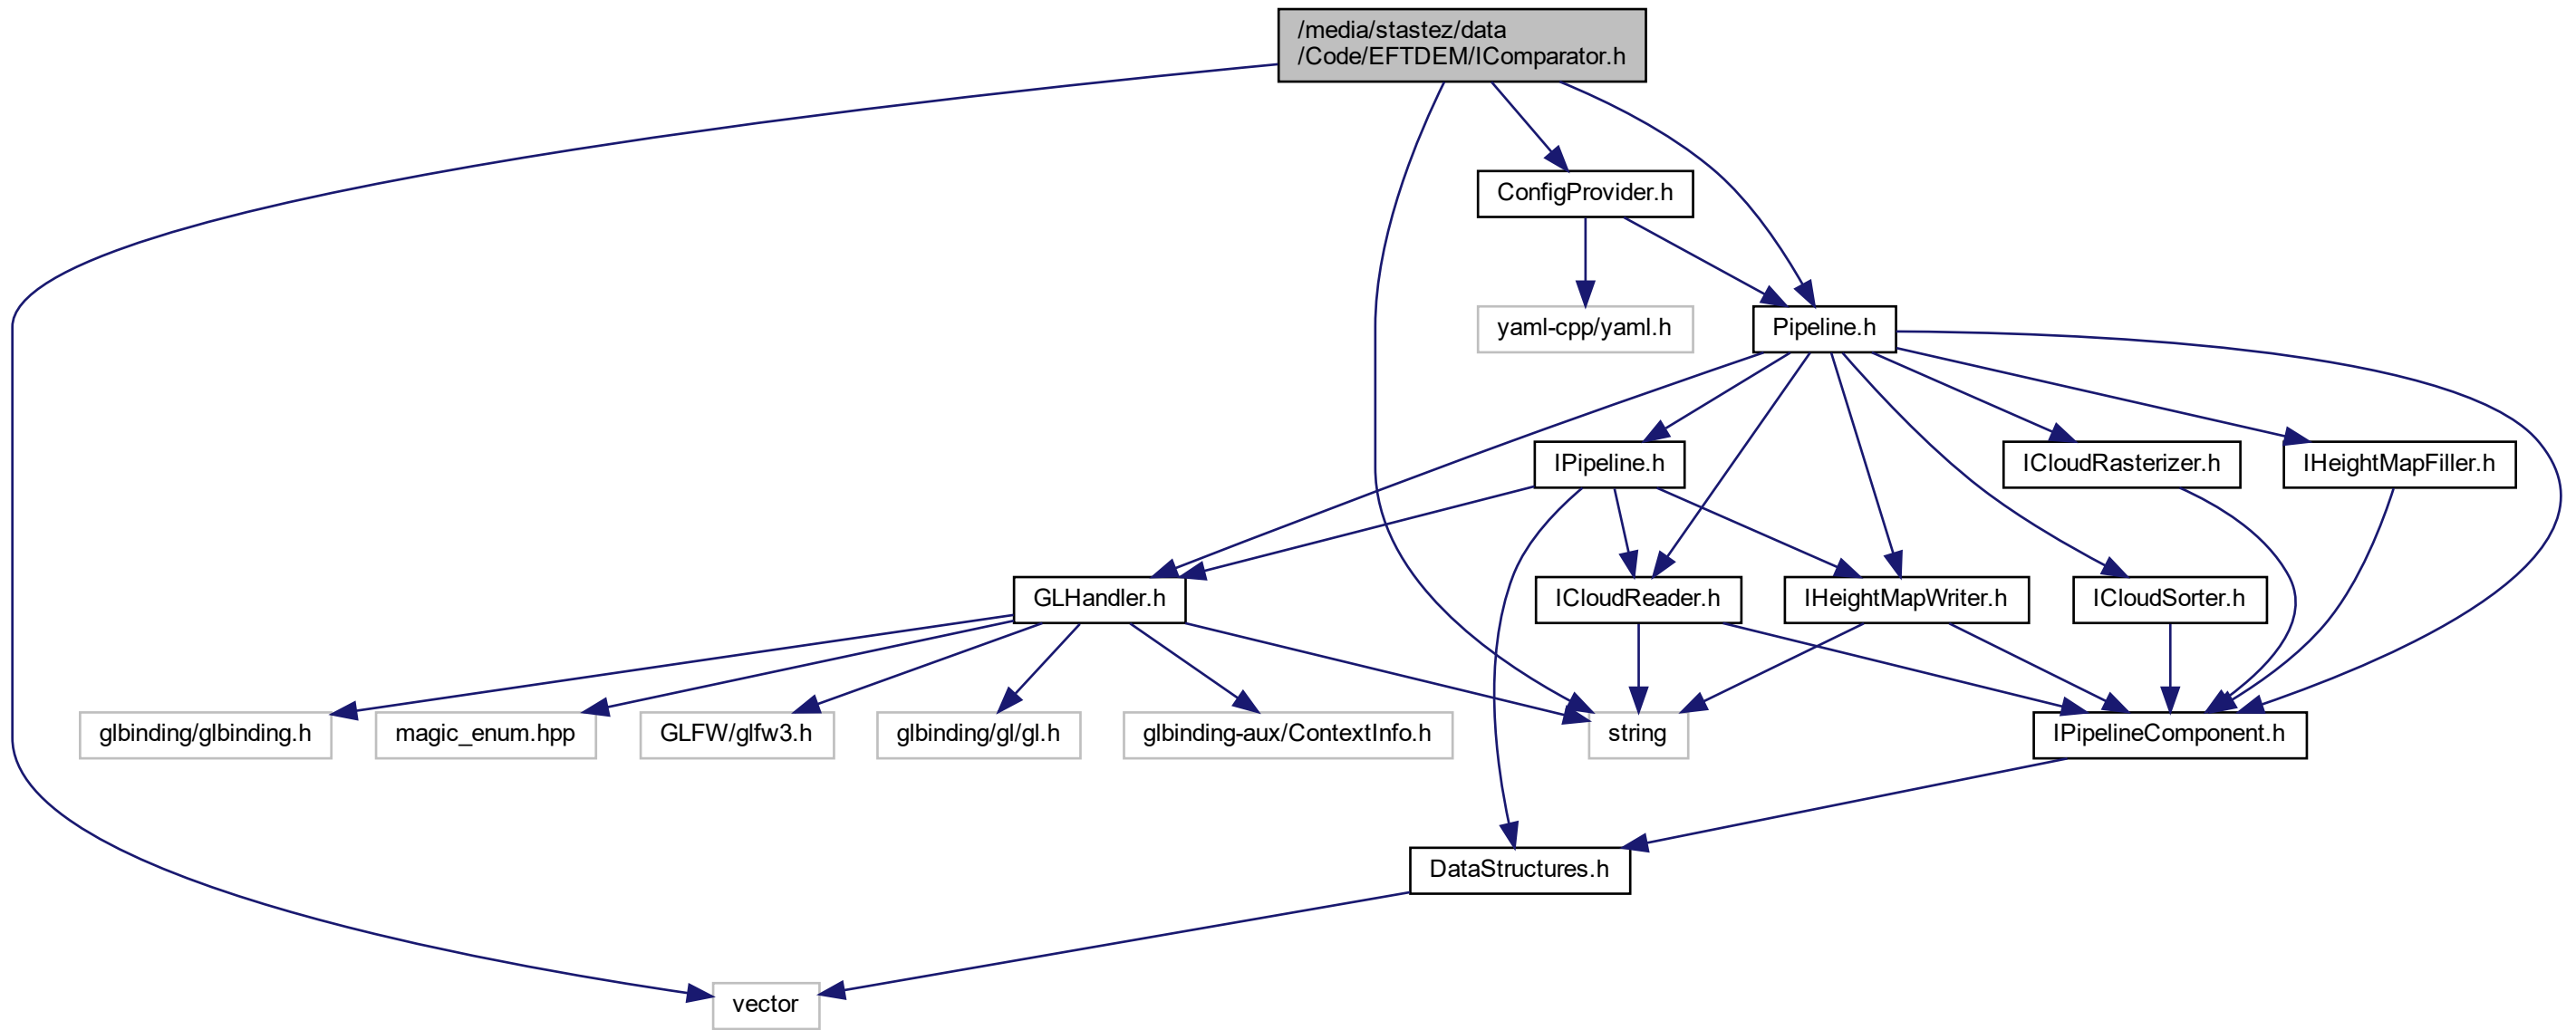 /media/stastez/data
/Code/EFTDEM/IComparator.h
ConfigProvider.h
yaml-cpp/yaml.h
Pipeline.h
IPipeline.h
ICloudRasterizer.h
IHeightMapFiller.h
GLHandler.h
ICloudReader.h
IHeightMapWriter.h
ICloudSorter.h
glbinding/glbinding.h
magic_enum.hpp
GLFW/glfw3.h
glbinding/gl/gl.h
glbinding-aux/ContextInfo.h
string
IPipelineComponent.h
DataStructures.h
vector